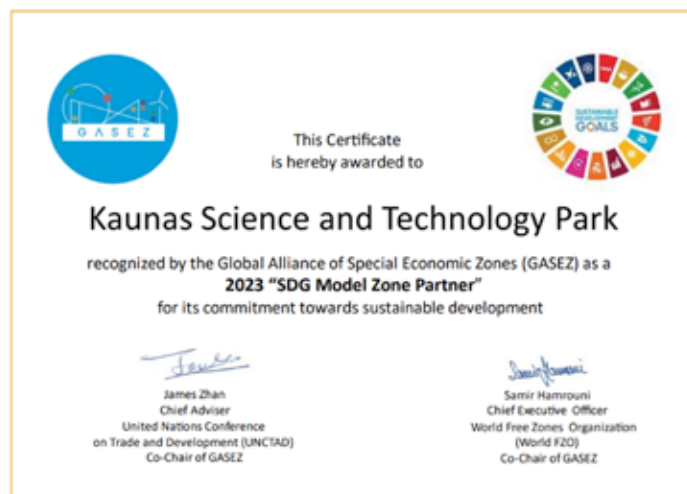 GASEZ
SUSTAINABLE
DEVELOPMENT
GOALS
This Certificate
is hereby awarded to
Kaunas Science and Technology Park
recognized by the Global Alliance of Special Economic Zones (GASEZ) as a
2023 "SDG Model Zone Partner"
for its commitment towards sustainable development
James Zhan
Chief Adviser
United Nations Conference
on Trade and Development (UNCTAD)
Co-Chair of GASEZ
Samir Hamrouni
Chief Executive Officer
World Free Zones Organization
(World FZO)
Co-Chair of GASEZ